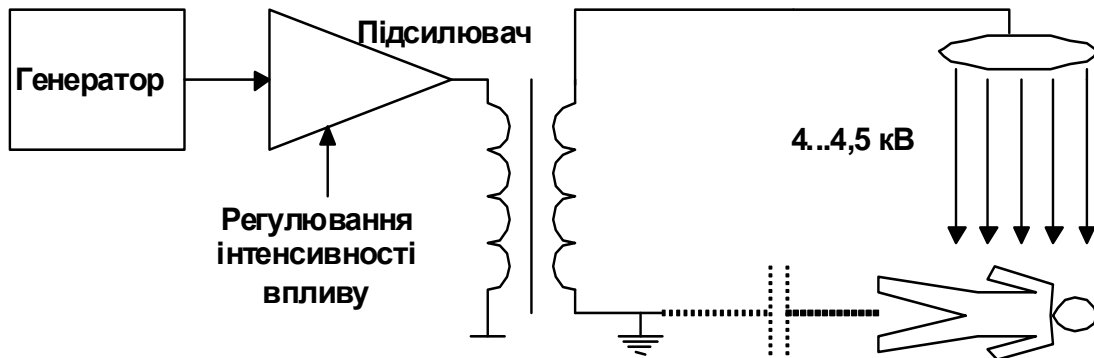 Підсилювач
Генератор
4...4,5 кВ
Регулювання
інтенсивності
впливу